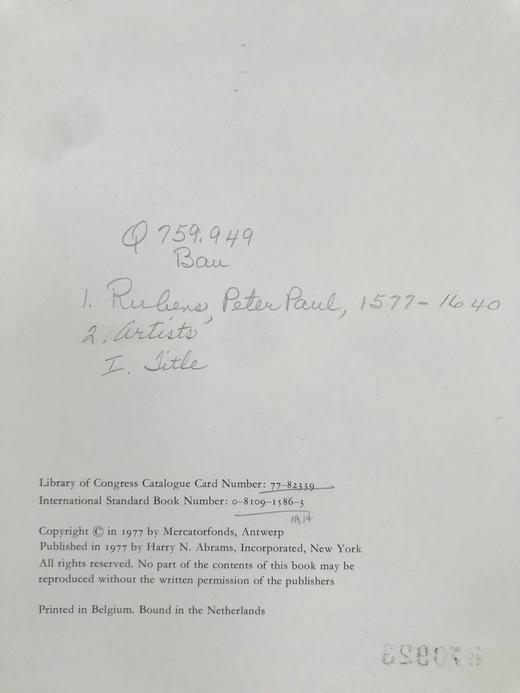 Q 759.949
Bau
1. Rubens, Peter Paul, 1577-1640
2. Artists
I. Title
Library of Congress Catalogue Card Number: 77-82339
International Standard Book Number: 0-8109-1586-3
Copyright © in 1977 by Mercatorfonds, Antwerp
Published in 1977 by Harry N. Abrams, Incorporated, New York
All rights reserved. No part of the contents of this book may be
reproduced without the written permission of the publishers
Printed in Belgium. Bound in the Netherlands